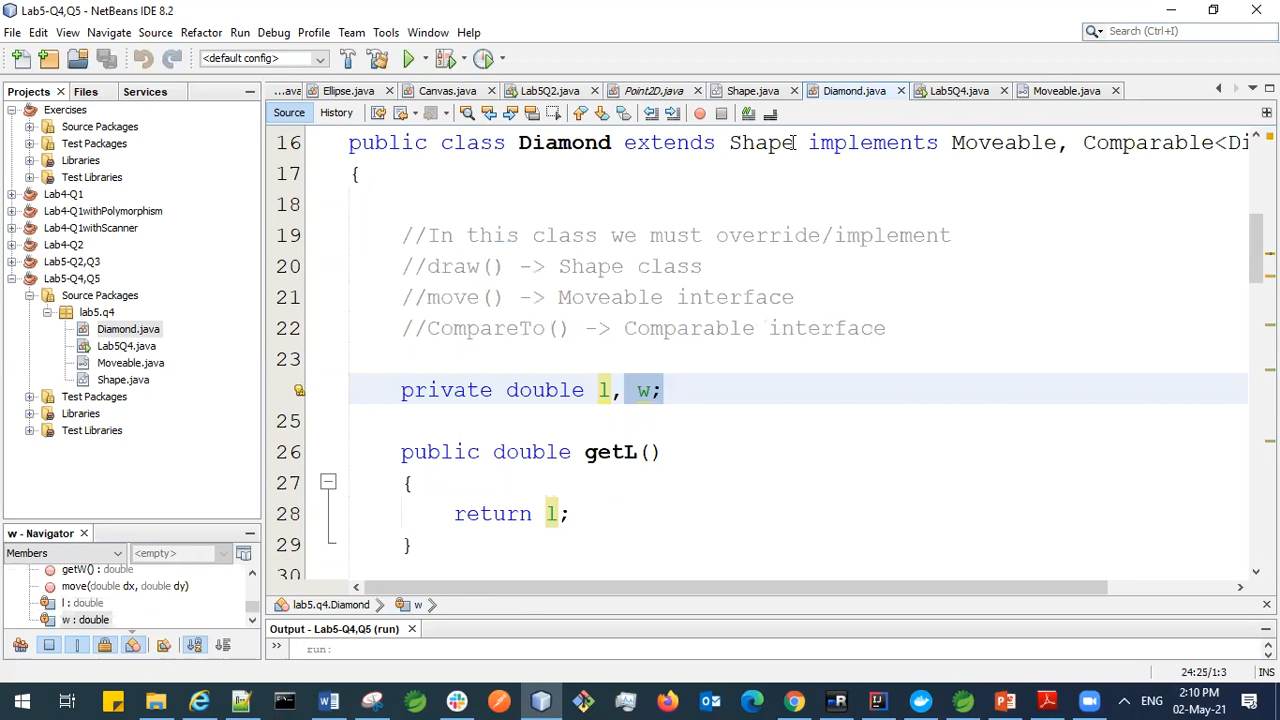 Lab5-Q4,Q5 - NetBeans IDE 8.2
File Edit View Navigate Source Refactor Run Debug Profile Team Tools Window Help
Search (Ctrl+I)
<default config>
Projects Files Services
...ava Ellipse.java Canvas.java Lab5Q2.java Point2D.java Shape.java Diamond.java Lab5Q4.java Moveable.java
Source History
Exercises
Source Packages
Test Packages
Libraries
Test Libraries
Lab4-Q1
Lab4-Q1withPolymorphism
Lab4-Q1withScanner
Lab4-Q2
Lab5-Q2,Q3
Lab5-Q4,Q5
Source Packages
lab5.q4
Diamond.java
Lab5Q4.java
Moveable.java
Shape.java
Test Packages
Libraries
Test Libraries
16 public class Diamond extends Shape implements Moveable, Comparable<Di
17 {
18
19 //In this class we must override/implement
20 //draw() -> Shape class
21 //move() -> Moveable interface
22 //CompareTo() -> Comparable interface
23
private double l, w;
25
26 public double getL()
27 {
28 return l;
29 }
30
w - Navigator
Members <empty>
getW() : double
move(double dx, double dy)
l : double
w : double
lab5.q4.Diamond w
Output - Lab5-Q4,Q5 (run)
run:
24:25/1:3 INS
ENG
2:10 PM
02-May-21